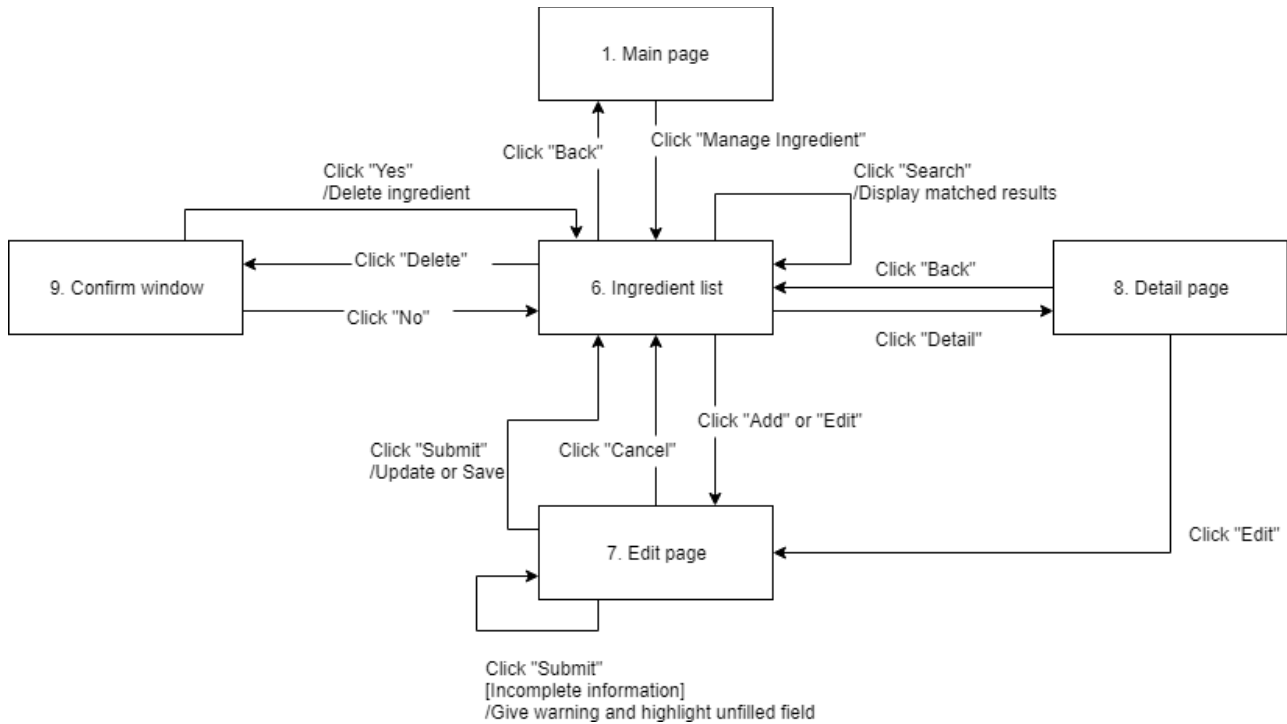 1. Main page
Click "Back"
Click "Manage Ingredient"
Click "Yes"
/Delete ingredient
Click "Search"
/Display matched results
9. Confirm window
Click "Delete"
Click "No"
6. Ingredient list
Click "Back"
Click "Detail"
8. Detail page
Click "Submit"
/Update or Save
Click "Cancel"
Click "Add" or "Edit"
7. Edit page
Click "Edit"
Click "Submit"
[Incomplete information]
/Give warning and highlight unfilled field